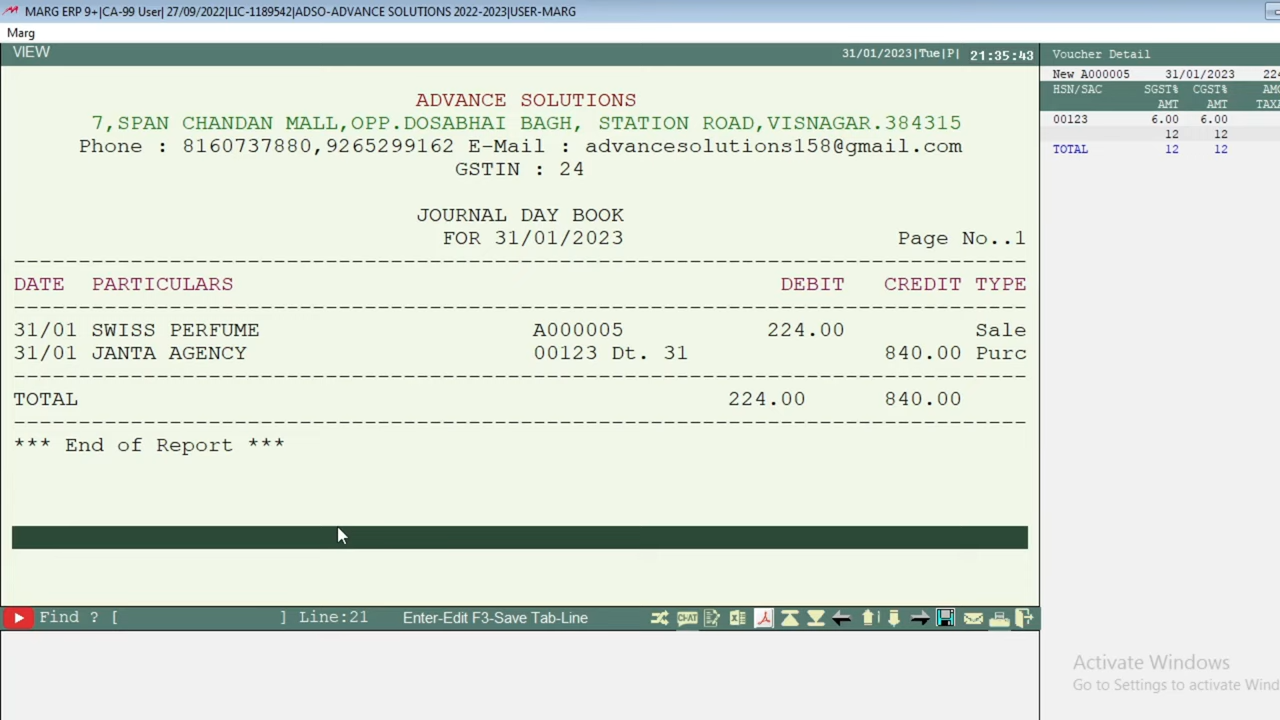 MARG ERP 9+|CA-99 User| 27/09/2022|LIC-1189542|ADSO-ADVANCE SOLUTIONS 2022-2023|USER-MARG
Marg
VIEW 31/01/2023|Tue|P| 21:35:43
ADVANCE SOLUTIONS
7,SPAN CHANDAN MALL,OPP.DOSABHAI BAGH, STATION ROAD,VISNAGAR.384315
Phone : 8160737880,9265299162 E-Mail : advancesolutions158@gmail.com
GSTIN : 24
JOURNAL DAY BOOK
FOR 31/01/2023 Page No..1
DATE PARTICULARS DEBIT CREDIT TYPE
31/01 SWISS PERFUME A000005 224.00 Sale
31/01 JANTA AGENCY 00123 Dt. 31 840.00 Purc
TOTAL 224.00 840.00
*** End of Report ***
Find ? [ ] Line:21 Enter-Edit F3-Save Tab-Line
CHAT
Voucher Detail
New A000005 31/01/2023 224
HSN/SAC SGST% CGST% AMO
AMT AMT TAXA
00123 6.00 6.00
12 12
TOTAL 12 12
Activate Windows
Go to Settings to activate Wind